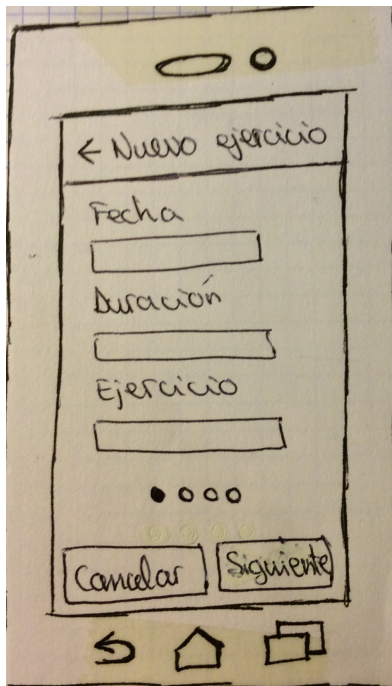 ← Nuevo ejercicio
Fecha
Duración
Ejercicio
Cancelar Siguiente